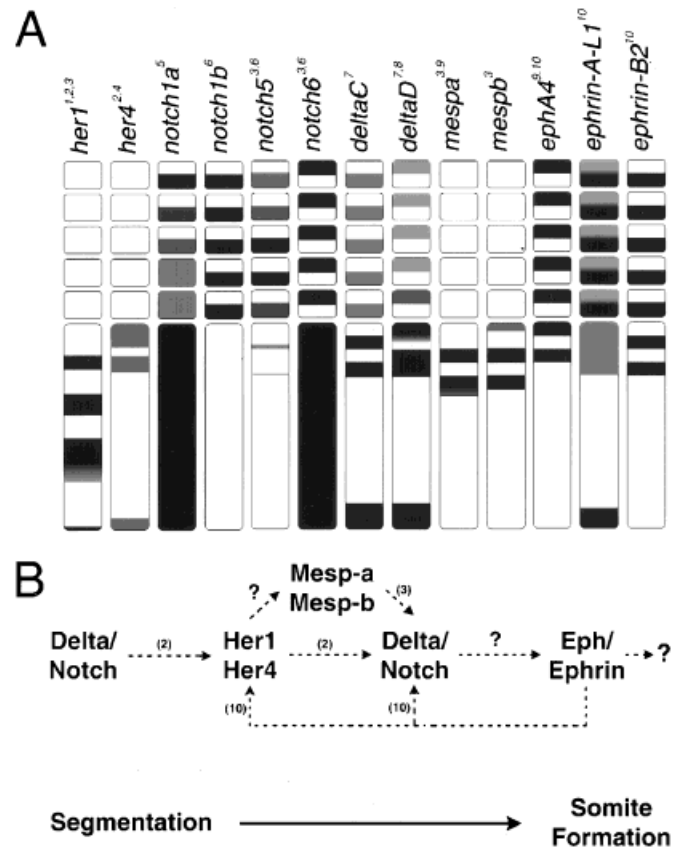 A
her1 1,2,3
her4 2,4
notch1a 5
notch1b 6
notch5 3,6
notch6 3,6
deltaC 7
deltaD 7,8
mespa 3,9
mespb 3
ephA4 9,10
ephrin-A-L1 10
ephrin-B2 10
B
? Mesp-a (3)
Mesp-b
Delta/ (2) Her1 (2) Delta/ ? Eph/ ?
Notch Her4 Notch Ephrin
(10) (10)
Segmentation Somite
Formation